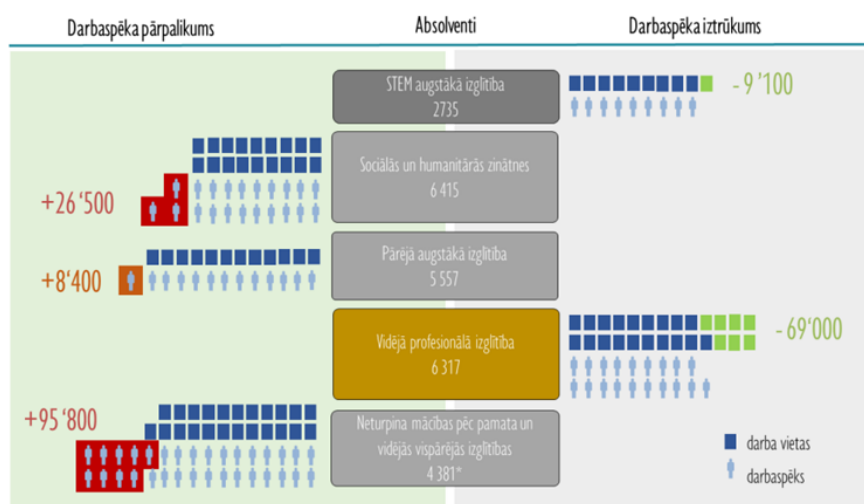 Darbaspēka pārpalikums
Absolventi
Darbaspēka iztrūkums
STEM augstākā izglītība
2735
- 9 '100
Sociālās un humanitārās zinātnes
6 415
+26 '500
Pārējā augstākā izglītība
5 557
+8'400
Vidējā profesionālā izglītība
6 317
- 69'000
+95 '800
Neturpina mācības pēc pamata un
vidējās vispārējās izglītības
4 381*
darba vietas
darbaspēks